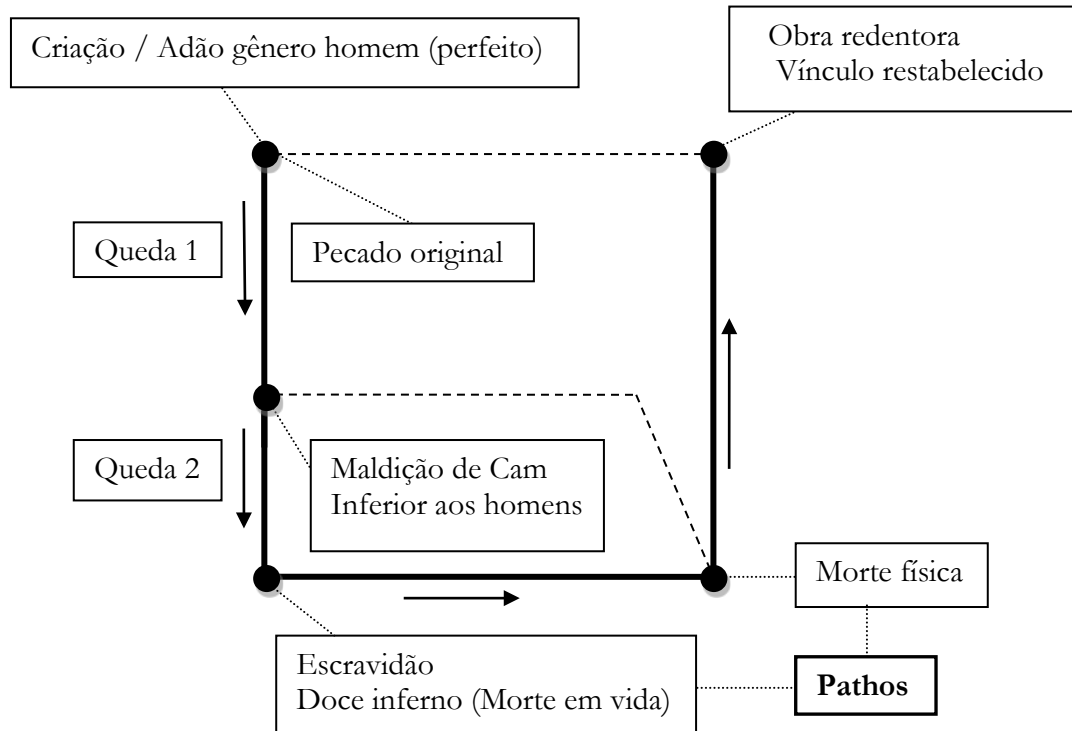 Criação / Adão gênero homem (perfeito)
Obra redentora
Vínculo restabelecido
Queda 1
Pecado original
Queda 2
Maldição de Cam
Inferior aos homens
Morte física
Escravidão
Doce inferno (Morte em vida)
Pathos